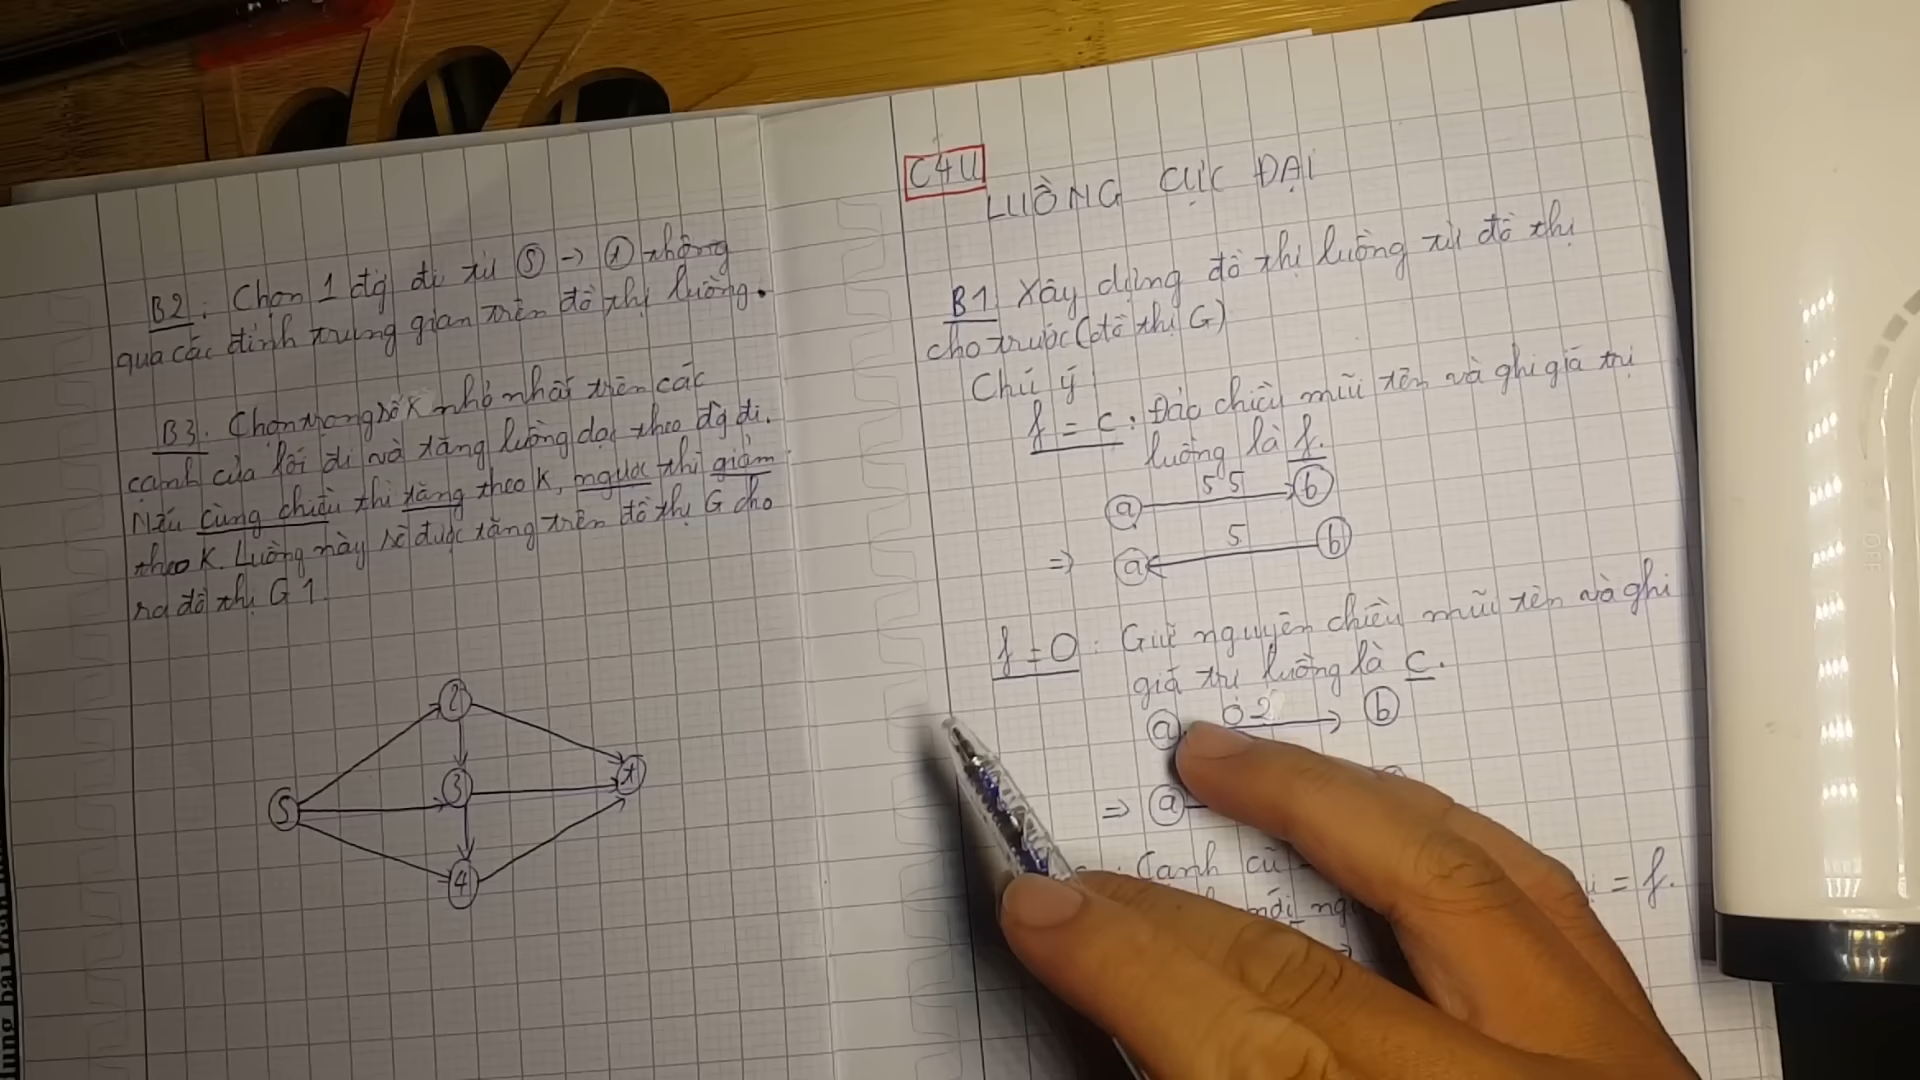 B2: Chọn 1 đg đi từ (S) -> (t) thông
qua các đỉnh trung gian trên đồ thị luồng.
B3. Chọn trọng số K nhỏ nhất trên các
cạnh của lối đi và tăng luồng dọc theo đg đi.
Nếu cùng chiều thì tăng theo K, ngược thì giảm
theo K. Luồng này sẽ được tăng trên đồ thị G cho
ra đồ thị G1.
2
S 3 t
4
C4U
LUỒNG CỰC ĐẠI
B1 Xây dựng đồ thị luồng từ đồ thị
cho trước (đồ thị G)
Chú ý
f = c: Đảo chiều mũi tên và ghi giá trị
luồng là f.
a 5 5 b
=> a 5 b
f = 0: Giữ nguyên chiều mũi tên và ghi
giá trị luồng là c.
a 0 2 b
=> a
: Cạnh cũ
mới
= f.
OFF